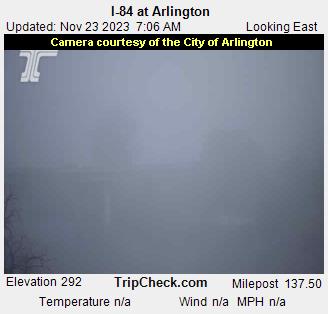 I-84 at Arlington
Updated: Nov 23 2023 7:06 AM Looking East
Camera courtesy of the City of Arlington
Elevation 292 TripCheck.com Milepost 137.50
Temperature n/a Wind n/a MPH n/a